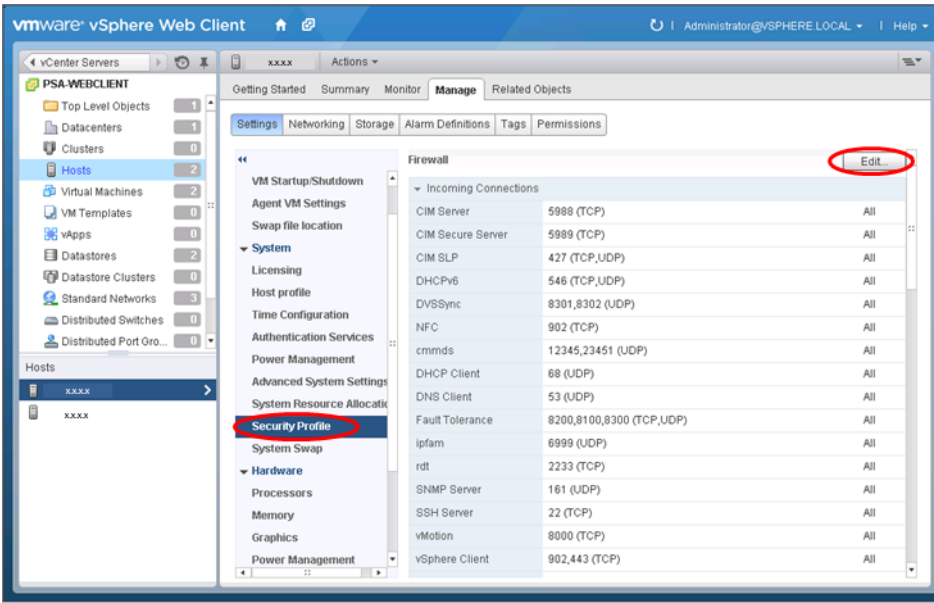 vmware® vSphere Web Client
Administrator@VSPHERE.LOCAL
Help
vCenter Servers
PSA-WEBCLIENT
Top Level Objects 1
Datacenters 1
Clusters 0
Hosts 2
Virtual Machines 2
VM Templates 0
vApps 0
Datastores 2
Datastore Clusters 0
Standard Networks 3
Distributed Switches 0
Distributed Port Gro... 0
Hosts
x.x.x.x
x.x.x.x
x.x.x.x Actions
Getting Started Summary Monitor Manage Related Objects
Settings Networking Storage Alarm Definitions Tags Permissions
VM Startup/Shutdown
Agent VM Settings
Swap file location
System
Licensing
Host profile
Time Configuration
Authentication Services
Power Management
Advanced System Settings
System Resource Allocatio
Security Profile
System Swap
Hardware
Processors
Memory
Graphics
Power Management
Firewall
Edit...
Incoming Connections
CIM Server 5988 (TCP) All
CIM Secure Server 5989 (TCP) All
CIM SLP 427 (TCP,UDP) All
DHCPv6 546 (TCP,UDP) All
DVSSync 8301,8302 (UDP) All
NFC 902 (TCP) All
cmmds 12345,23451 (UDP) All
DHCP Client 68 (UDP) All
DNS Client 53 (UDP) All
Fault Tolerance 8200,8100,8300 (TCP,UDP) All
ipfam 6999 (UDP) All
rdt 2233 (TCP) All
SNMP Server 161 (UDP) All
SSH Server 22 (TCP) All
vMotion 8000 (TCP) All
vSphere Client 902,443 (TCP) All